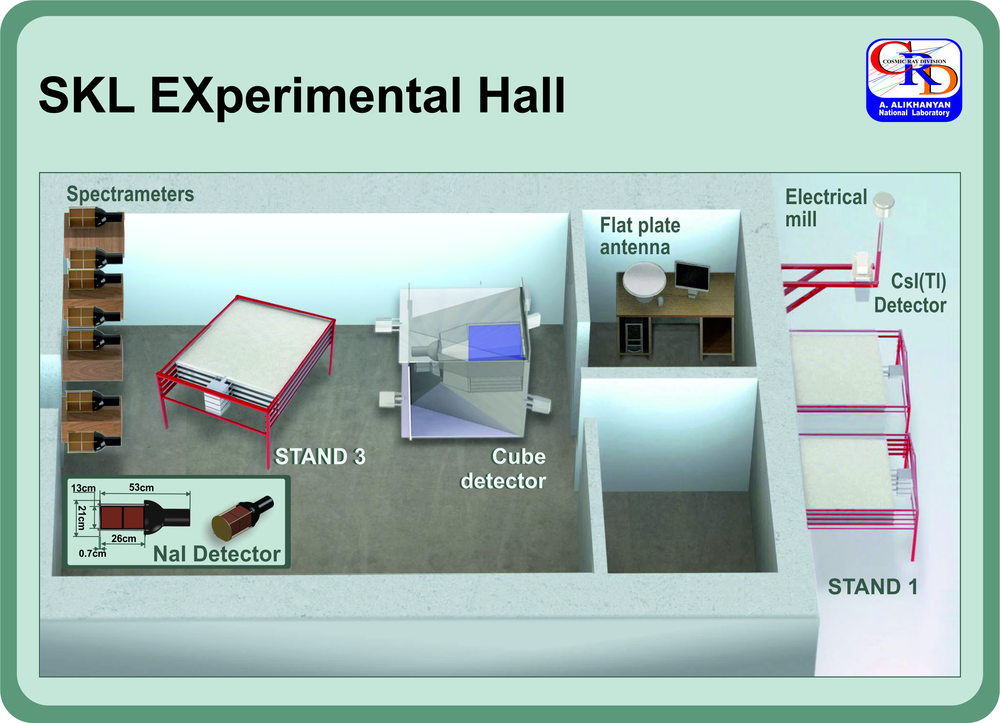 SKL EXperimental Hall
COSMIC RAY DIVISION
CRD
A. ALIKHANYAN
National Laboratory
Spectrameters
Electrical
mill
Flat plate
antenna
CsI(Tl)
Detector
STAND 3
Cube
detector
13cm
53cm
21cm
26cm
0.7cm
NaI Detector
STAND 1